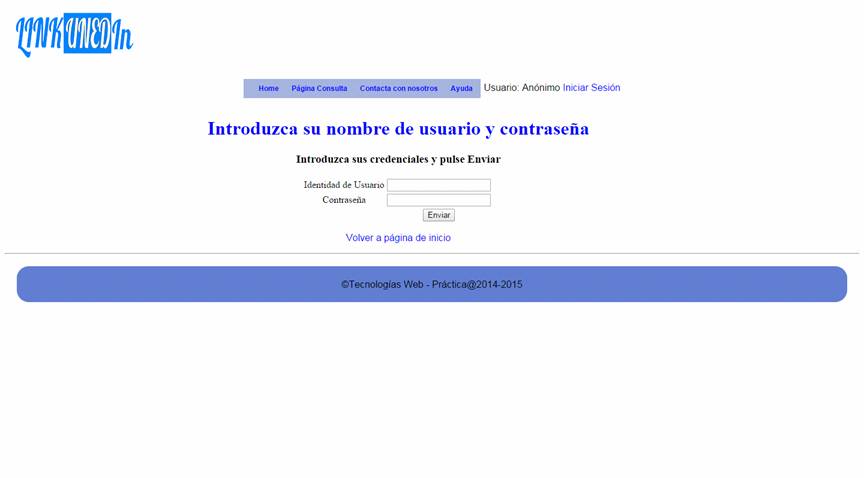 LINKUNEDIn
Home Página Consulta Contacta con nosotros Ayuda Usuario: Anónimo Iniciar Sesión
Introduzca su nombre de usuario y contraseña
Introduzca sus credenciales y pulse Enviar
Identidad de Usuario
Contraseña
Enviar
Volver a página de inicio
©Tecnologías Web - Práctica@2014-2015